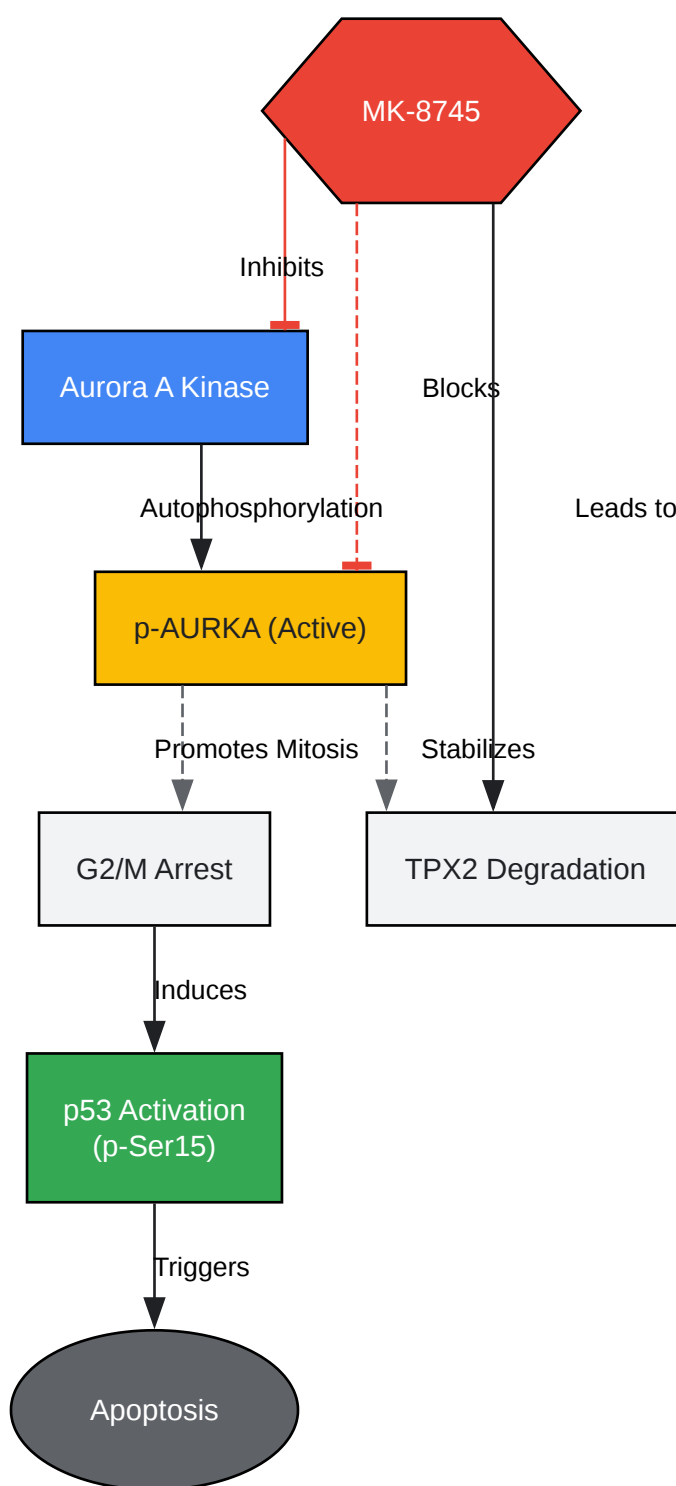 MK-8745
Inhibits
Aurora A Kinase
Blocks
Autophosphorylation
Leads to
p-AURKA (Active)
Promotes Mitosis
Stabilizes
G2/M Arrest
TPX2 Degradation
Induces
p53 Activation
(p-Ser15)
Triggers
Apoptosis